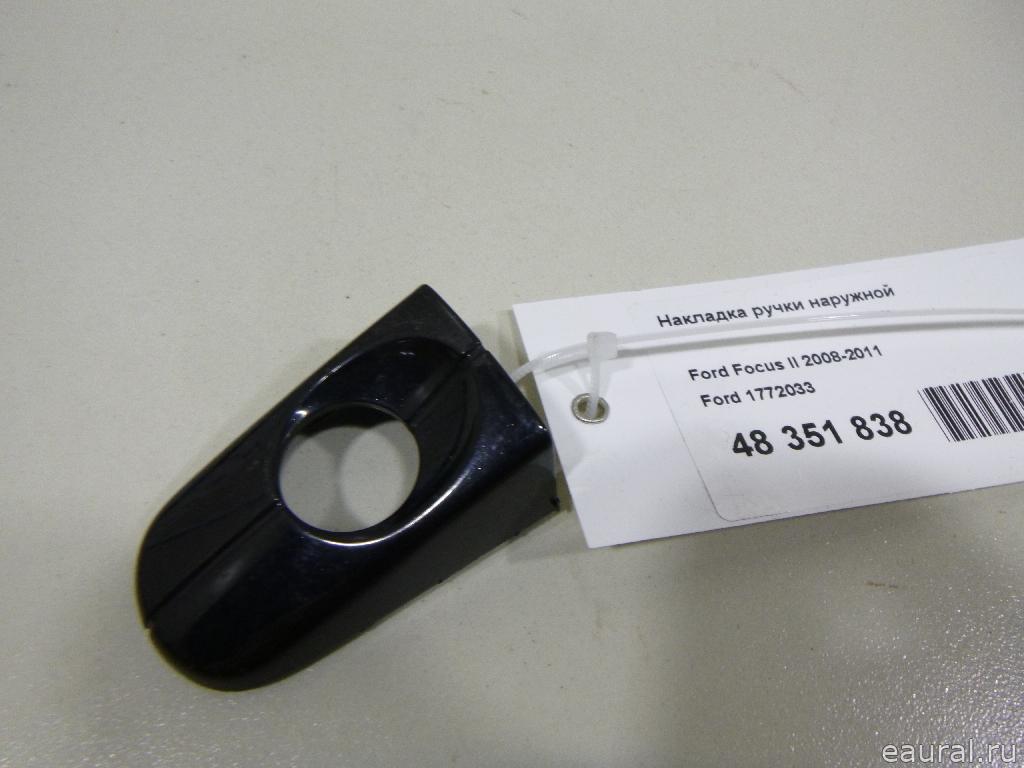 Накладка ручки наружной
Ford Focus II 2008-2011
Ford 1772033
48 351 838
eaural.ru